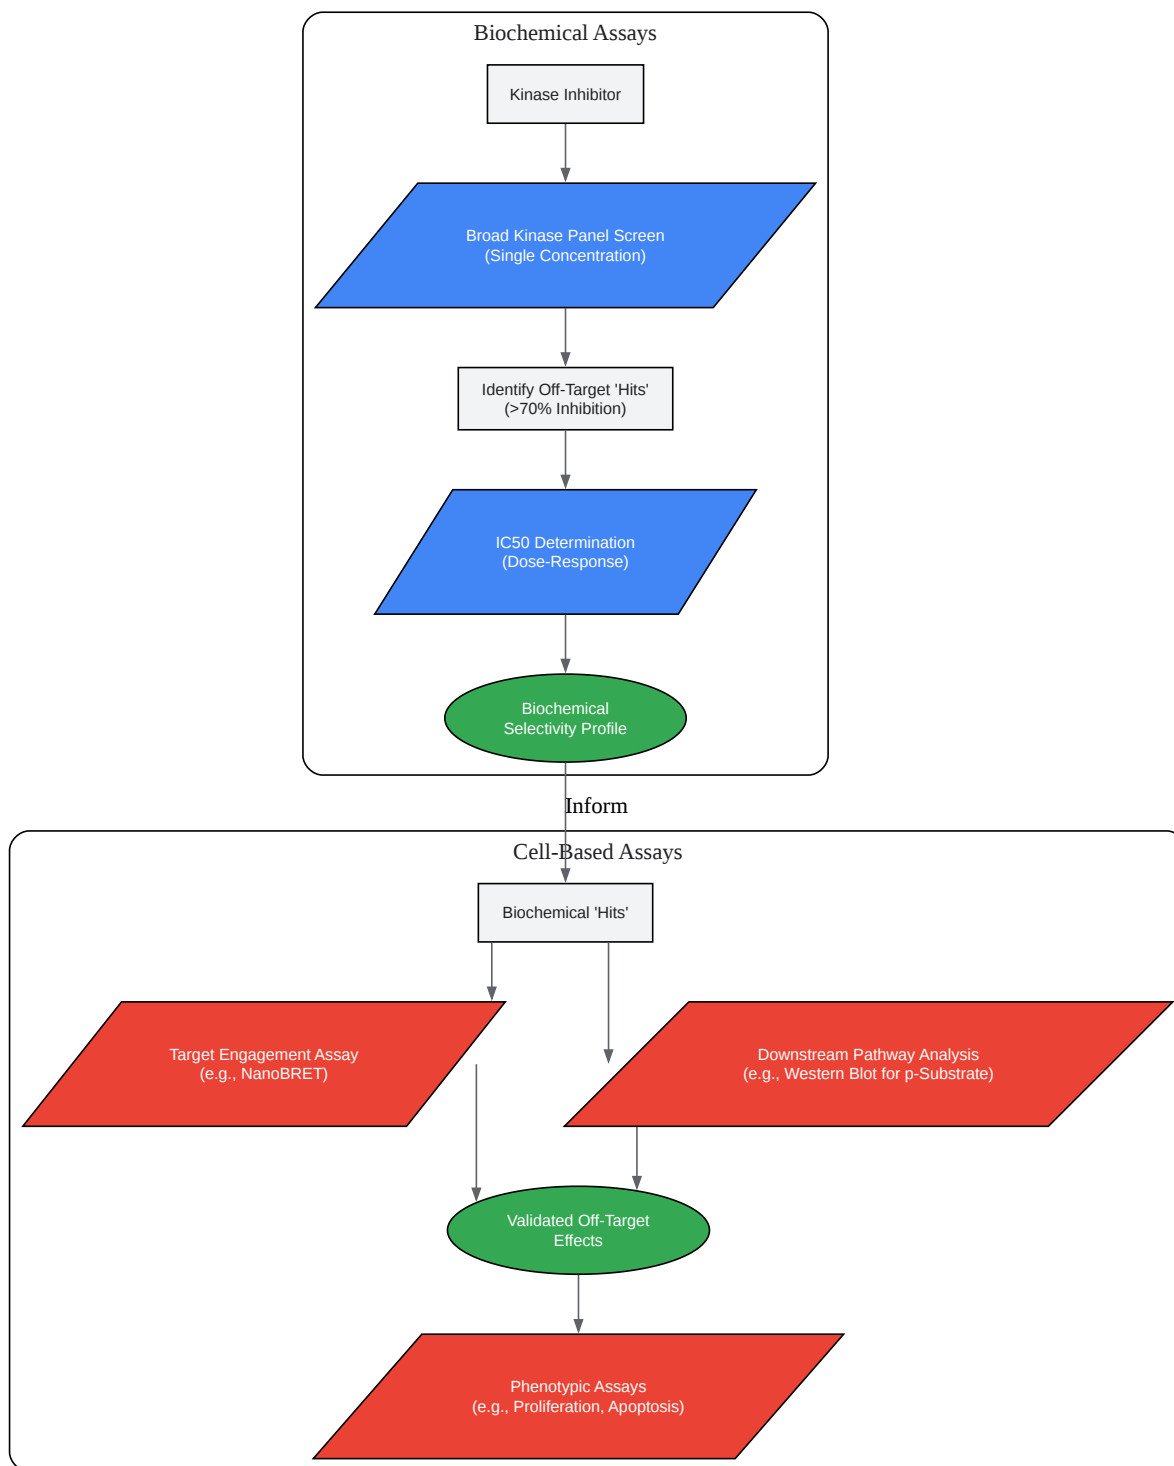 Biochemical Assays
Kinase Inhibitor
Broad Kinase Panel Screen
(Single Concentration)
Identify Off-Target 'Hits'
(>70% Inhibition)
IC50 Determination
(Dose-Response)
Biochemical
Selectivity Profile
Inform
Cell-Based Assays
Biochemical 'Hits'
Target Engagement Assay
(e.g., NanoBRET)
Downstream Pathway Analysis
(e.g., Western Blot for p-Substrate)
Validated Off-Target
Effects
Phenotypic Assays
(e.g., Proliferation, Apoptosis)